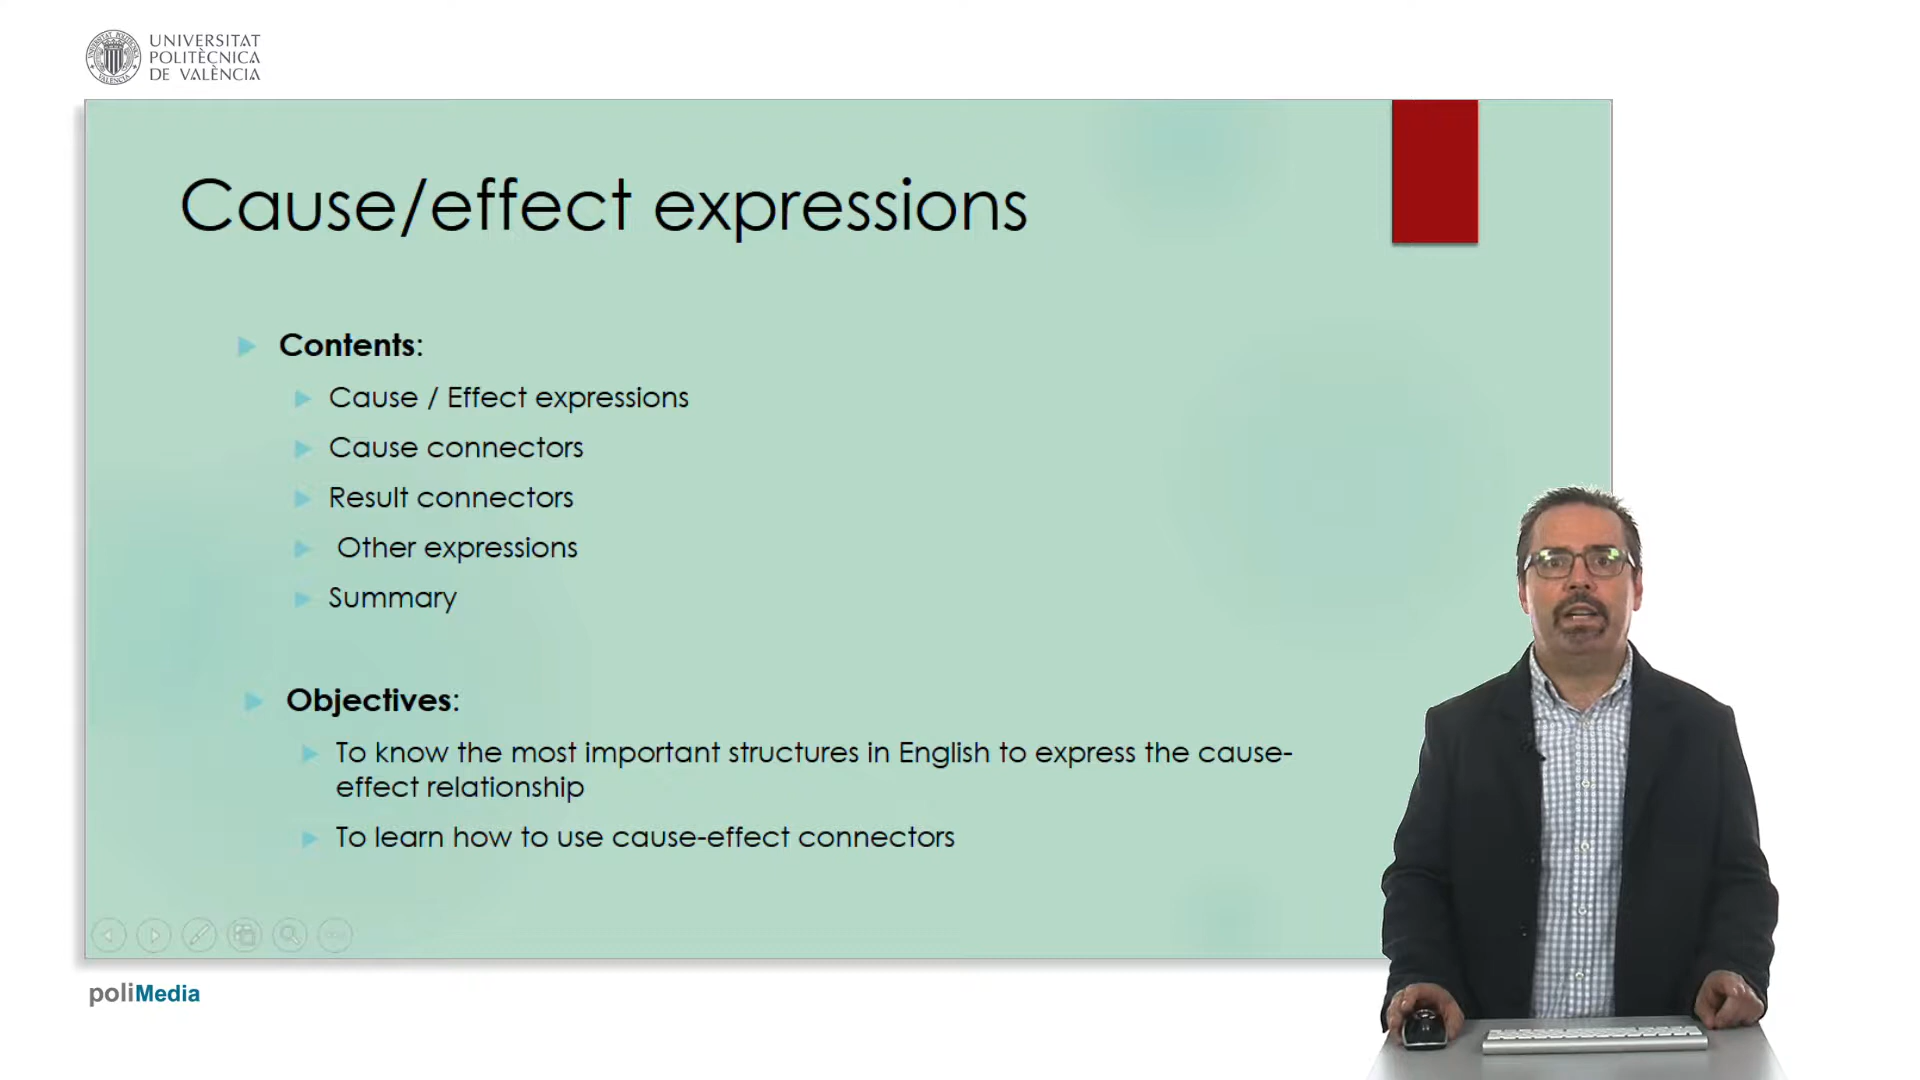 UNIVERSITAT
POLITÈCNICA
DE VALÈNCIA
Cause/effect expressions
Contents:
Cause / Effect expressions
Cause connectors
Result connectors
Other expressions
Summary
Objectives:
To know the most important structures in English to express the cause-
effect relationship
To learn how to use cause-effect connectors
poliMedia